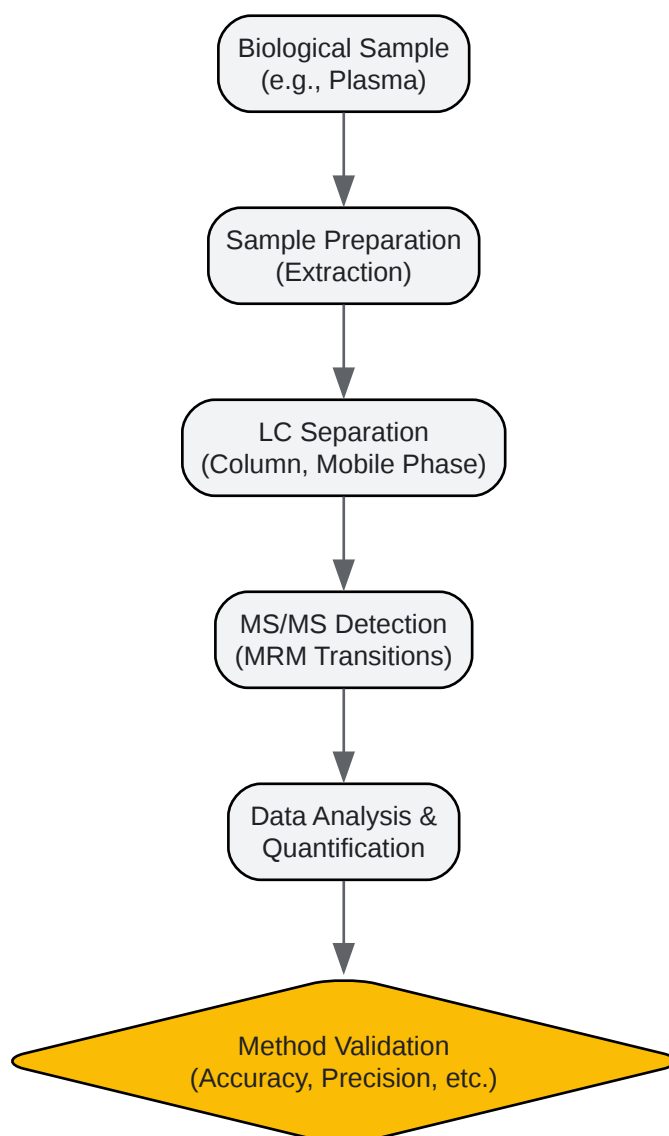 Biological Sample
(e.g., Plasma)
Sample Preparation
(Extraction)
LC Separation
(Column, Mobile Phase)
MS/MS Detection
(MRM Transitions)
Data Analysis &
Quantification
Method Validation
(Accuracy, Precision, etc.)